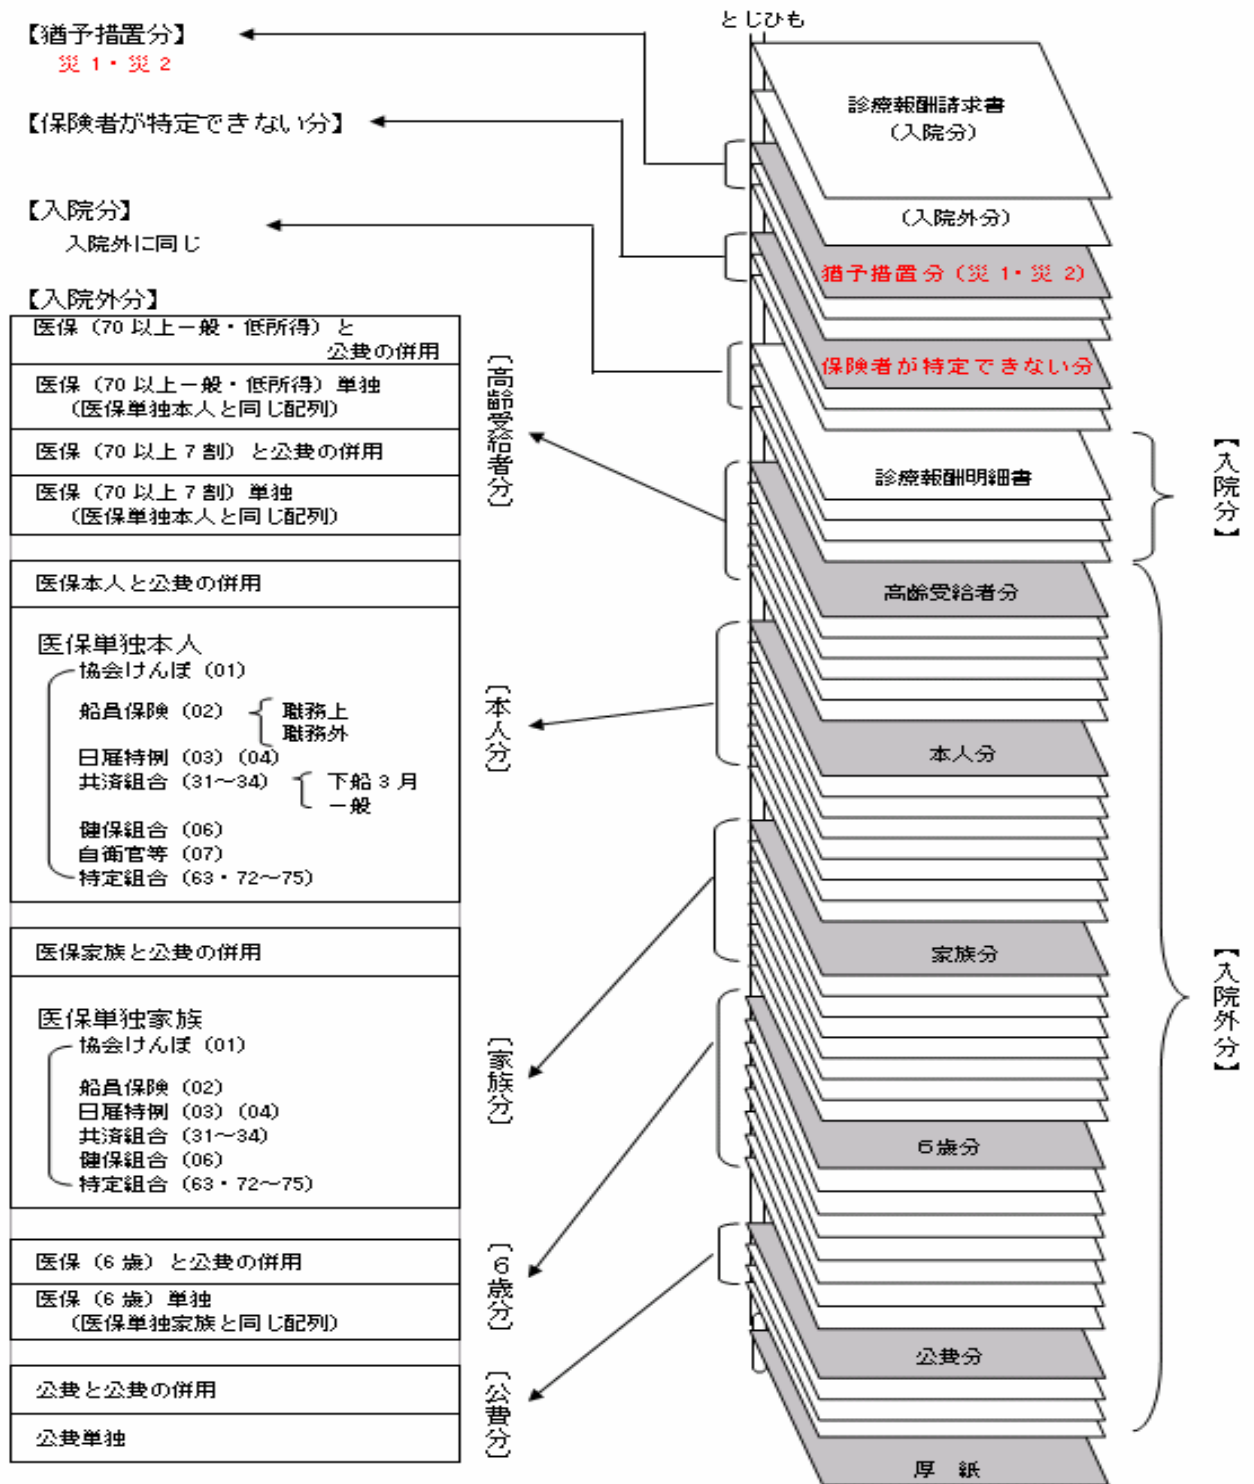 とじひも
【猶予措置分】
災1・災2
【保険者が特定できない分】
【入院分】
入院外に同じ
【入院外分】
医保（70以上一般・低所得）と
公費の併用
医保（70以上一般・低所得）単独
（医保単独本人と同じ配列）
医保（70以上7割）と公費の併用
医保（70以上7割）単独
（医保単独本人と同じ配列）
［高齢受給者分］
医保本人と公費の併用
医保単独本人
協会けんぽ（01）
船員保険（02）
職務上
職務外
日雇特例（03）（04）
共済組合（31～34）
下船3月
一般
健保組合（06）
自衛官等（07）
特定組合（63・72～75）
［本人分］
医保家族と公費の併用
医保単独家族
協会けんぽ（01）
船員保険（02）
日雇特例（03）（04）
共済組合（31～34）
健保組合（06）
特定組合（63・72～75）
［家族分］
医保（6歳）と公費の併用
医保（6歳）単独
（医保単独家族と同じ配列）
［6歳分］
公費と公費の併用
公費単独
［公費分］
診療報酬請求書
（入院分）
（入院外分）
猶予措置分（災1・災2）
保険者が特定できない分
診療報酬明細書
高齢受給者分
本人分
家族分
6歳分
公費分
厚 紙
【入院分】
【入院外分】